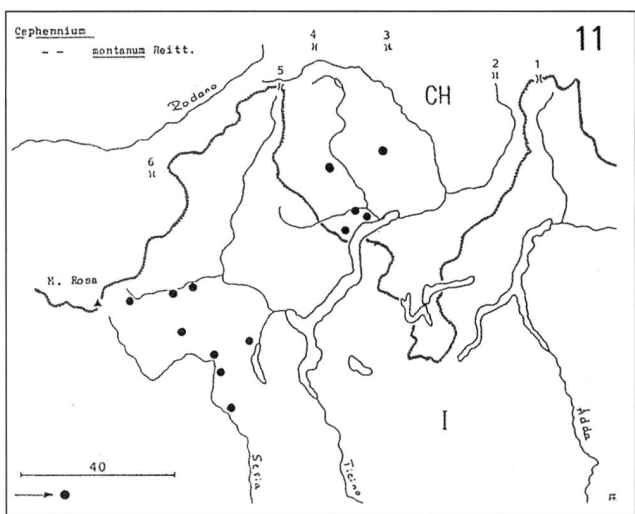 Cephennium
-- montanum Reitt.
11
4
3
5
2
1
CH
Rodano
6
M. Rosa
I
40
Sesia
Ticino
Adda